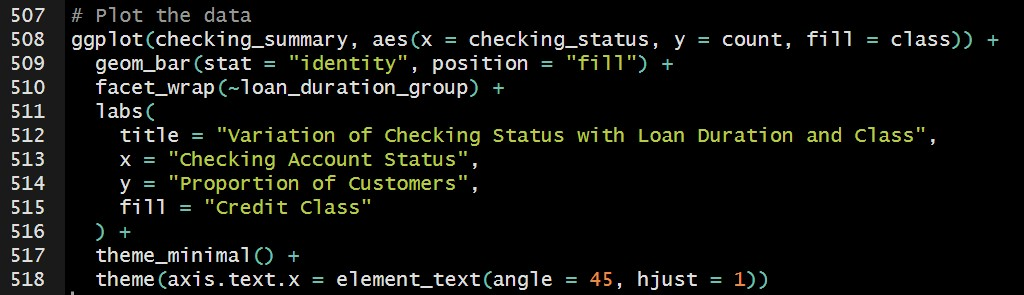 507 # Plot the data
508 ggplot(checking_summary, aes(x = checking_status, y = count, fill = class)) +
509   geom_bar(stat = "identity", position = "fill") +
510   facet_wrap(~loan_duration_group) +
511   labs(
512     title = "Variation of Checking Status with Loan Duration and Class",
513     x = "Checking Account Status",
514     y = "Proportion of Customers",
515     fill = "Credit Class"
516   ) +
517   theme_minimal() +
518   theme(axis.text.x = element_text(angle = 45, hjust = 1))